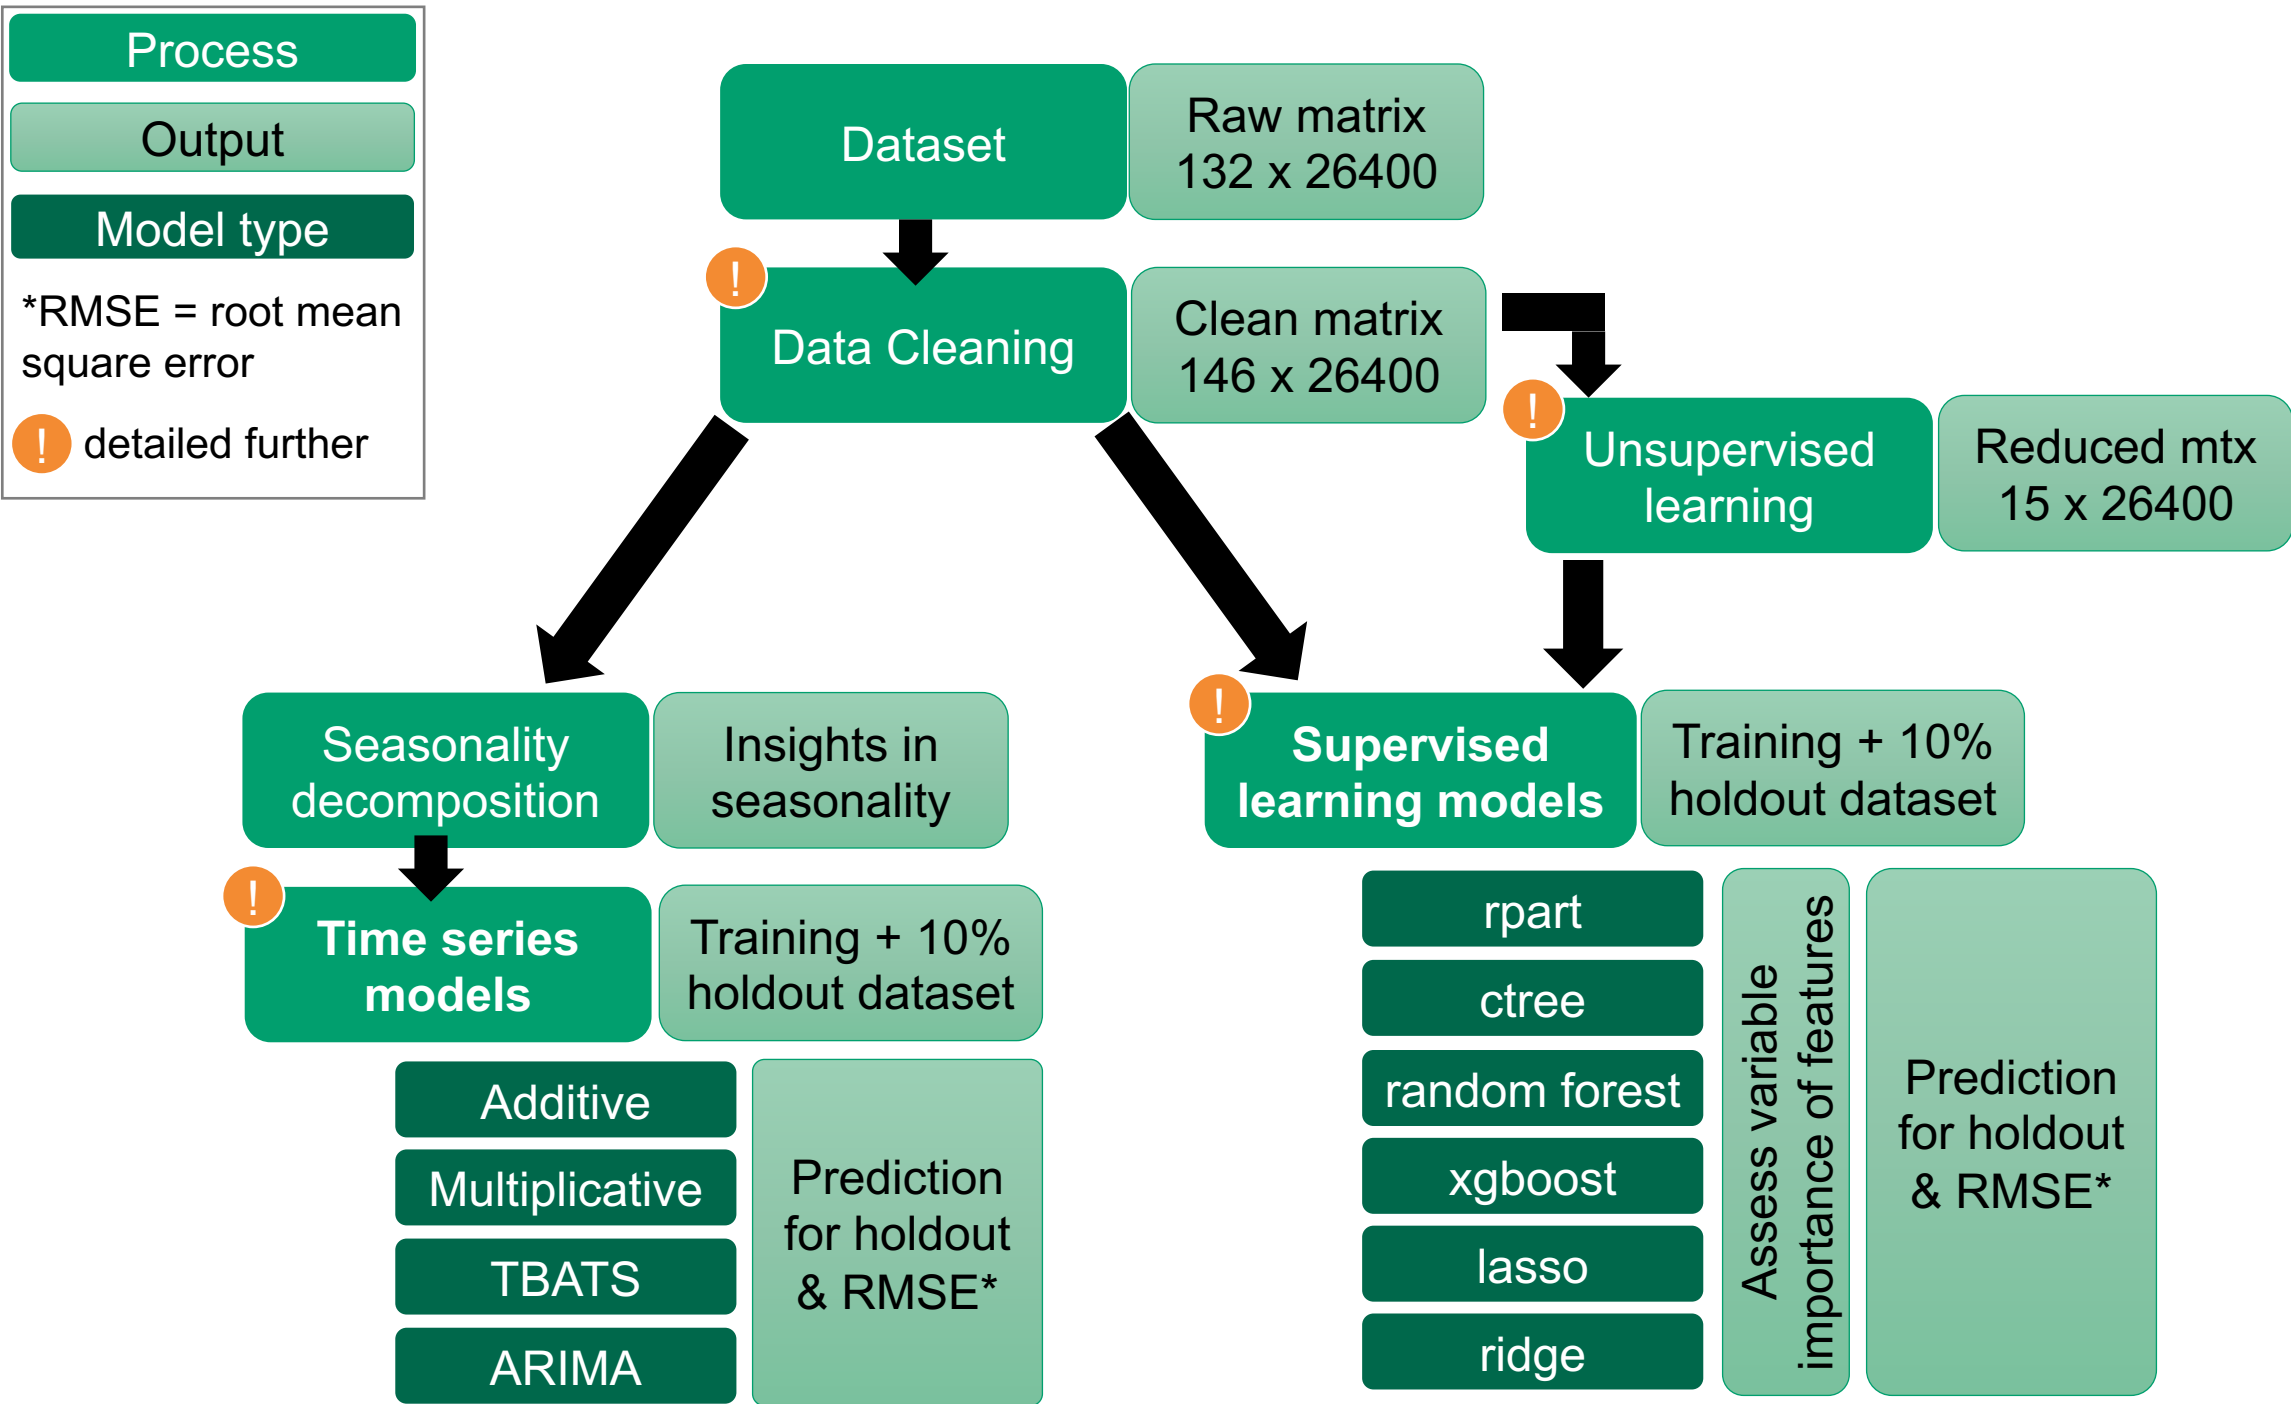 Process
Output
Model type
*RMSE = root mean
square error
! detailed further
Dataset
Raw matrix
132 x 26400
!
Data Cleaning
Clean matrix
146 x 26400
!
Unsupervised
learning
Reduced mtx
15 x 26400
Seasonality
decomposition
Insights in
seasonality
!
Time series
models
Training + 10%
holdout dataset
Additive
Multiplicative
TBATS
ARIMA
Prediction
for holdout
& RMSE*
!
Supervised
learning models
Training + 10%
holdout dataset
rpart
ctree
random forest
xgboost
lasso
ridge
Assess variable
importance of features
Prediction
for holdout
& RMSE*